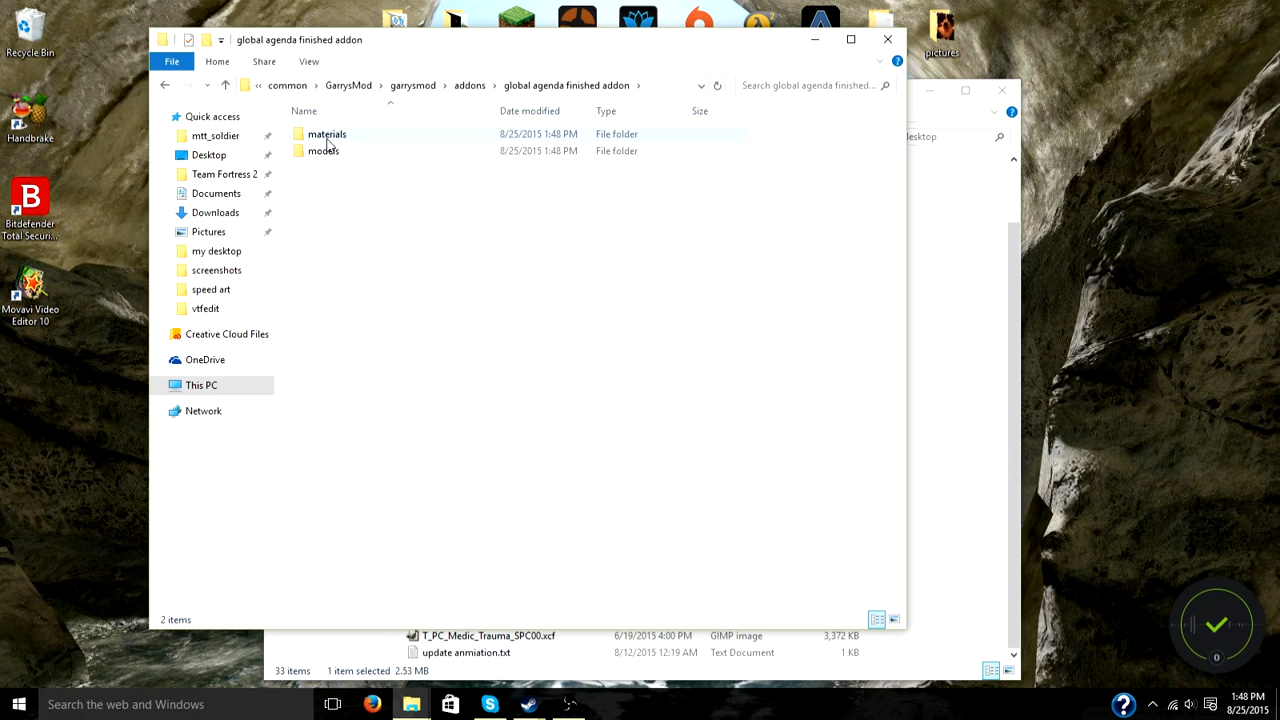 Recycle Bin
pictures
global agenda finished addon
File Home Share View
common GarrysMod garrysmod addons global agenda finished addon Search global agenda finished...
desktop
Name Date modified Type Size
Handbrake
Quick access
materials 8/25/2015 1:48 PM File folder
models 8/25/2015 1:48 PM File folder
mtt_soldier
Desktop
Team Fortress 2
Documents
Downloads
Pictures
my desktop
screenshots
speed art
vtfedit
Creative Cloud Files
OneDrive
This PC
Network
B
Bitdefender
Total Securi...
Movavi Video
Editor 10
2 items
T_PC_Medic_Trauma_SPC00.xcf 6/19/2015 4:00 PM GIMP image 3,372 KB
update anmiation.txt 8/12/2015 12:19 AM Text Document 1 KB
33 items 1 item selected 2.53 MB
0
Search the web and Windows
1:48 PM
8/25/2015